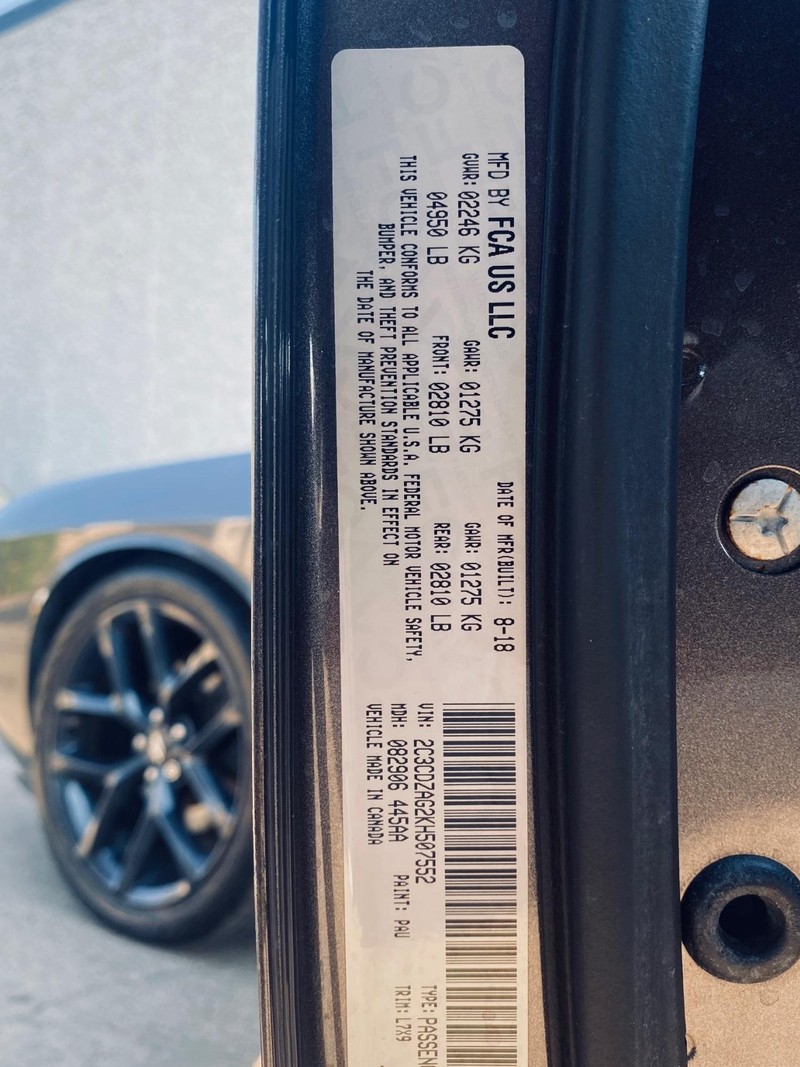 MFD BY FCA US LLC DATE OF MFR(BUILT): 8-18
GVWR: 02246 KG GAWR: 01275 KG GAWR: 01275 KG
04950 LB FRONT: 02810 LB REAR: 02810 LB
THIS VEHICLE CONFORMS TO ALL APPLICABLE U.S.A. FEDERAL MOTOR VEHICLE SAFETY,
BUMPER, AND THEFT PREVENTION STANDARDS IN EFFECT ON
THE DATE OF MANUFACTURE SHOWN ABOVE.
VIN: 2C3CDZAG2KH507552 TYPE: PASSEN
MDH: 082906 445AA PAINT: PAU TRIM: L7X9
VEHICLE MADE IN CANADA